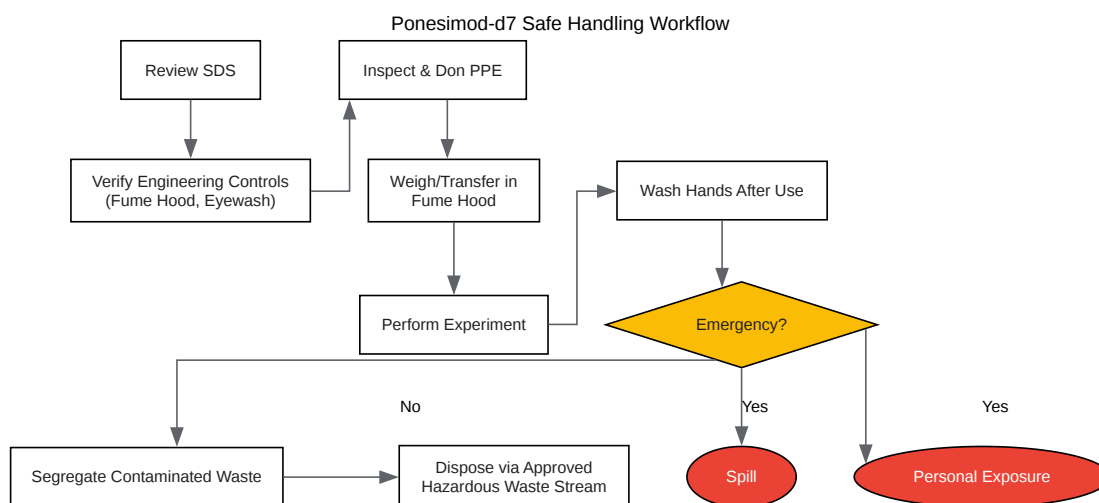 Ponesimod-d7 Safe Handling Workflow
Review SDS
Inspect & Don PPE
Verify Engineering Controls
(Fume Hood, Eyewash)
Weigh/Transfer in
Fume Hood
Wash Hands After Use
Perform Experiment
Emergency?
No
Yes
Yes
Segregate Contaminated Waste
Dispose via Approved
Hazardous Waste Stream
Spill
Personal Exposure